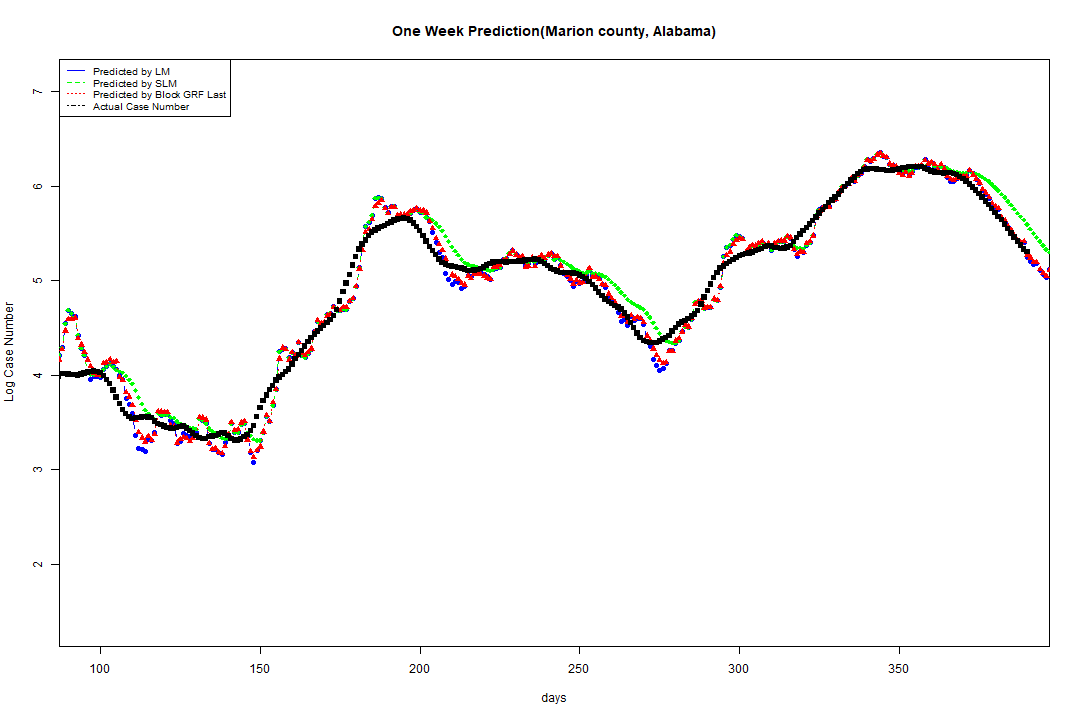 One Week Prediction(Marion county, Alabama)
Predicted by LM
Predicted by SLM
Predicted by Block GRF Last
Actual Case Number
7
6
5
4
3
2
Log Case Number
100 150 200 250 300 350
days